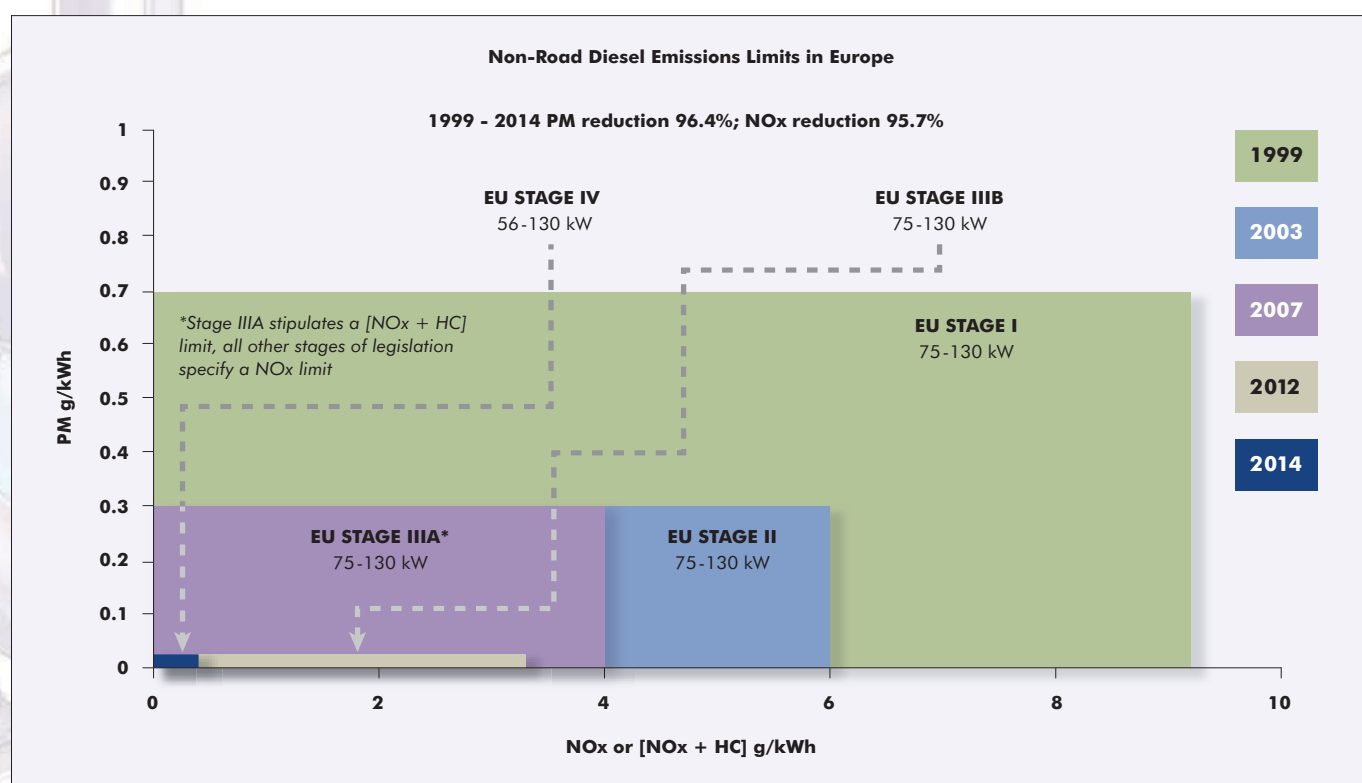 Non-Road Diesel Emissions Limits in Europe
1999 - 2014 PM reduction 96.4%; NOx reduction 95.7%
1
0.9
0.8
0.7
0.6
0.5
0.4
0.3
0.2
0.1
0
PM g/kWh
EU STAGE IV
56-130 kW
EU STAGE IIIB
75-130 kW
*Stage IIIA stipulates a [NOx + HC]
limit, all other stages of legislation
specify a NOx limit
EU STAGE I
75-130 kW
EU STAGE IIIA*
75-130 kW
EU STAGE II
75-130 kW
0
2
4
6
8
10
NOx or [NOx + HC] g/kWh
1999
2003
2007
2012
2014